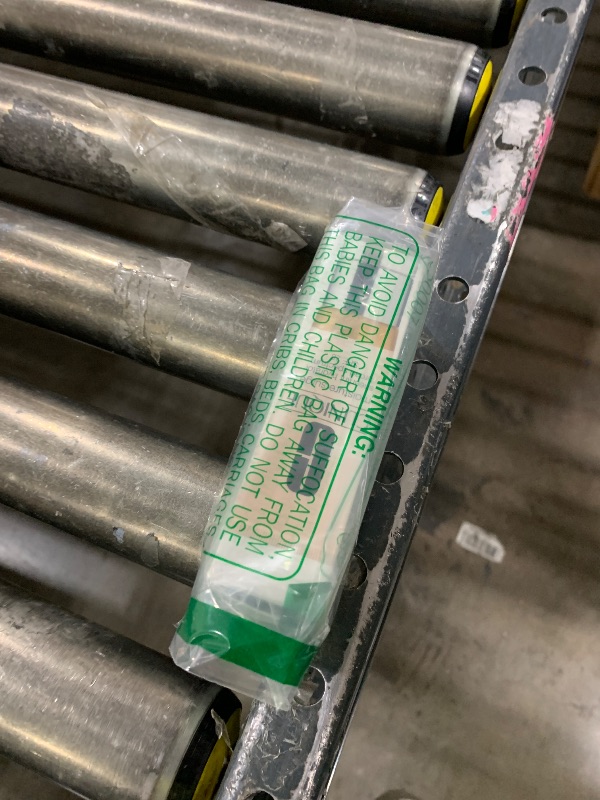 WARNING:
TO AVOID DANGER OF SUFFOCATION,
KEEP THIS PLASTIC BAG AWAY FROM
BABIES AND CHILDREN. DO NOT USE
THIS BAG IN CRIBS, BEDS, CARRIAGES